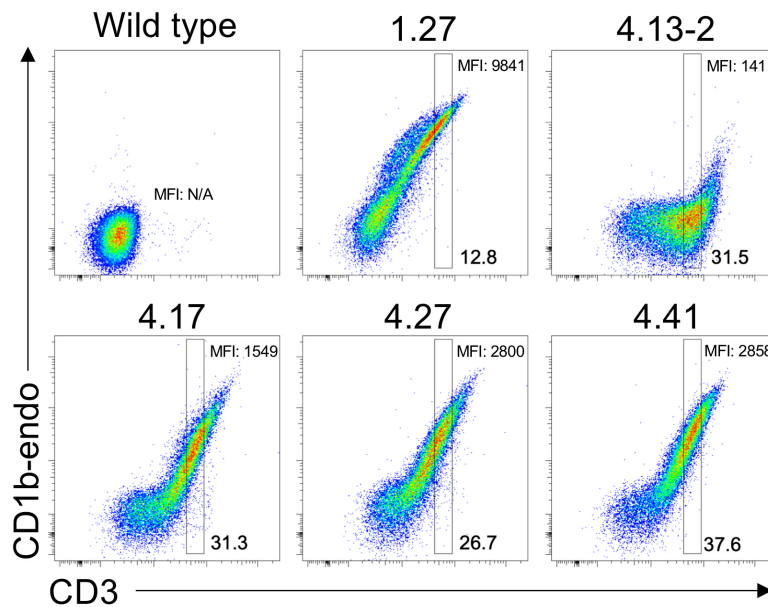 Wild type
1.27
4.13-2
MFI: N/A
MFI: 9841
MFI: 141
12.8
31.5
4.17
4.27
4.41
MFI: 1549
MFI: 2800
MFI: 2858
31.3
26.7
37.6
CD1b-endo
CD3